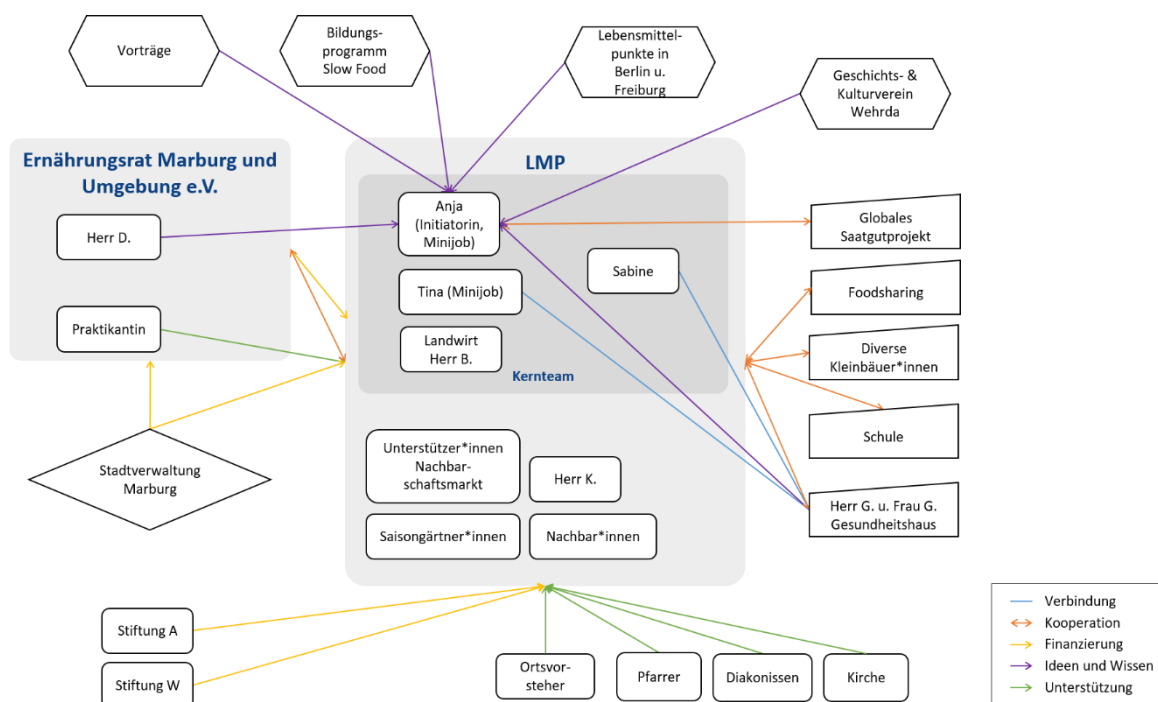 Vorträge
Bildungs-
programm
Slow Food
Lebensmittel-
punkte in
Berlin u.
Freiburg
Geschichts- &
Kulturverein
Wehrda
Ernährungsrat Marburg und
Umgebung e.V.
Herr D.
Praktikantin
Stadtverwaltung
Marburg
LMP
Anja
(Initiatorin,
Minijob)
Sabine
Tina (Minijob)
Landwirt
Herr B.
Kernteam
Unterstützer*innen
Nachbar-
schaftsmarkt
Herr K.
Saisongärtner*innen
Nachbar*innen
Globales
Saatgutprojekt
Foodsharing
Diverse
Kleinbäuer*innen
Schule
Herr G. u. Frau G.
Gesundheitshaus
Stiftung A
Stiftung W
Ortsvor-
steher
Pfarrer
Diakonissen
Kirche
Verbindung
Kooperation
Finanzierung
Ideen und Wissen
Unterstützung